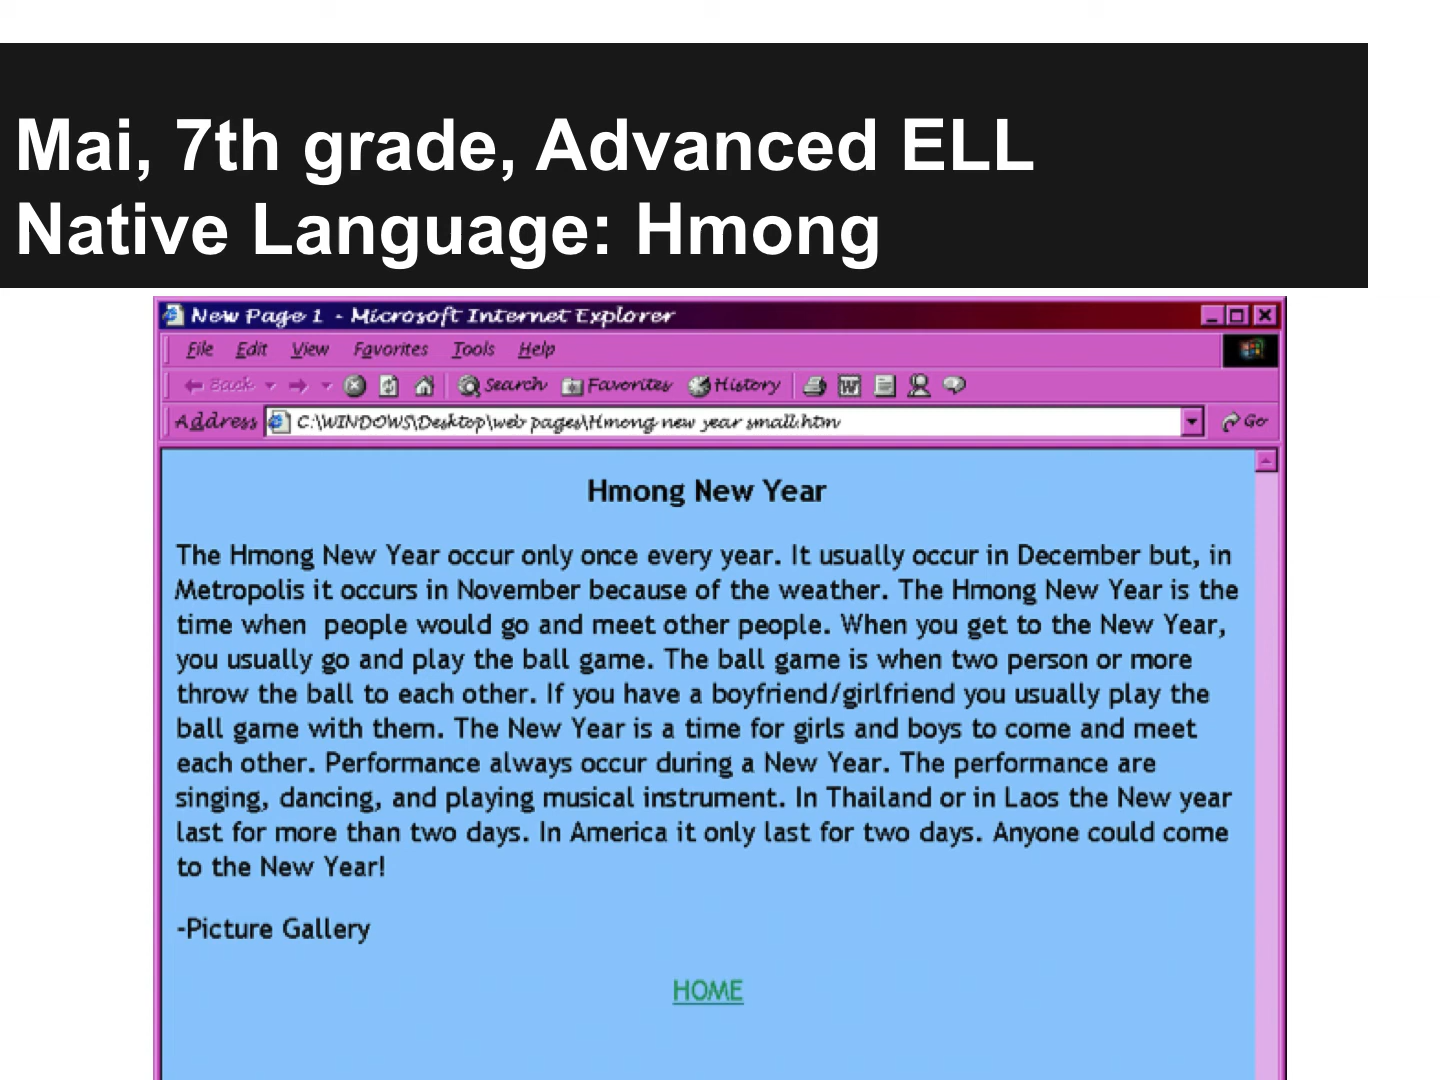 Mai, 7th grade, Advanced ELL
Native Language: Hmong
New Page 1 - Microsoft Internet Explorer
File Edit View Favorites Tools Help
Back Search Favorites History
Address C:\WINDOWS\Desktop\web pages\Hmong new year small.htm Go
Hmong New Year
The Hmong New Year occur only once every year. It usually occur in December but, in
Metropolis it occurs in November because of the weather. The Hmong New Year is the
time when people would go and meet other people. When you get to the New Year,
you usually go and play the ball game. The ball game is when two person or more
throw the ball to each other. If you have a boyfriend/girlfriend you usually play the
ball game with them. The New Year is a time for girls and boys to come and meet
each other. Performance always occur during a New Year. The performance are
singing, dancing, and playing musical instrument. In Thailand or in Laos the New year
last for more than two days. In America it only last for two days. Anyone could come
to the New Year!
-Picture Gallery
HOME